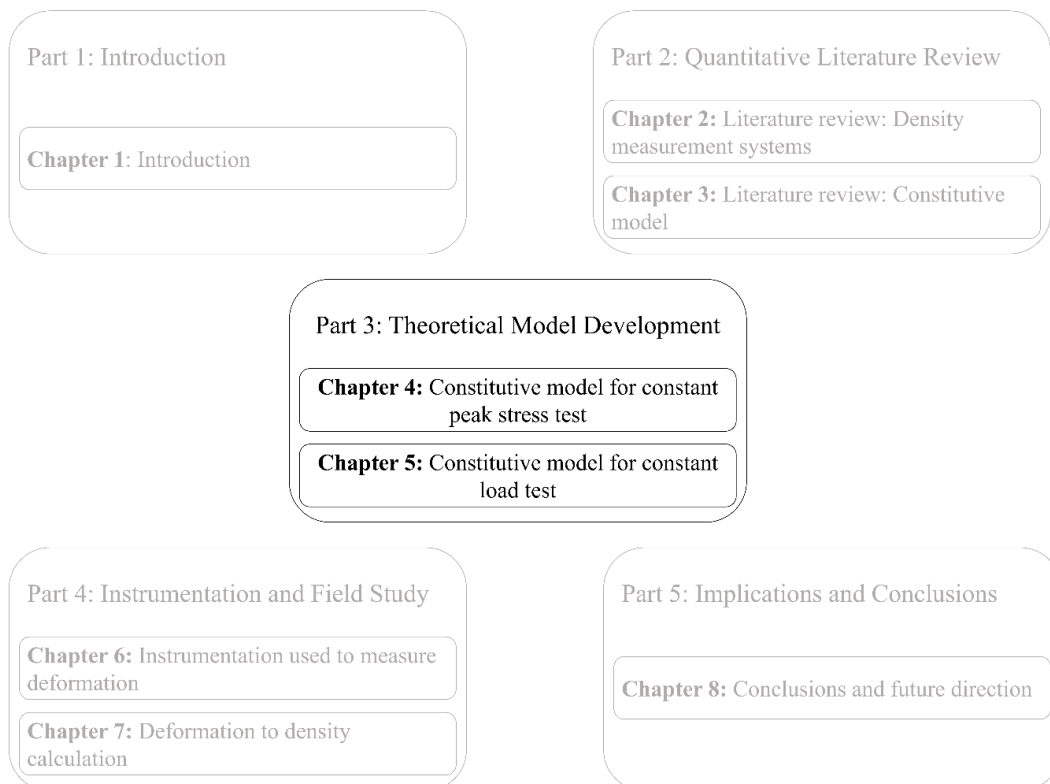 Part 1: Introduction
Chapter 1: Introduction
Part 2: Quantitative Literature Review
Chapter 2: Literature review: Density
measurement systems
Chapter 3: Literature review: Constitutive
model
Part 3: Theoretical Model Development
Chapter 4: Constitutive model for constant
peak stress test
Chapter 5: Constitutive model for constant
load test
Part 4: Instrumentation and Field Study
Chapter 6: Instrumentation used to measure
deformation
Chapter 7: Deformation to density
calculation
Part 5: Implications and Conclusions
Chapter 8: Conclusions and future direction